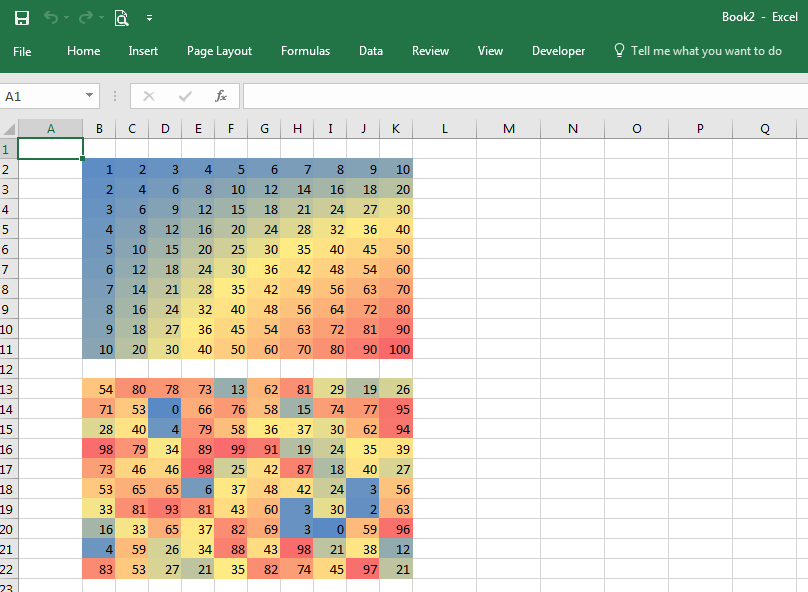 Book2 - Excel
File Home Insert Page Layout Formulas Data Review View Developer Tell me what you want to do
A1 fx
A B C D E F G H I J K L M N O P Q
1
2 1 2 3 4 5 6 7 8 9 10
3 2 4 6 8 10 12 14 16 18 20
4 3 6 9 12 15 18 21 24 27 30
5 4 8 12 16 20 24 28 32 36 40
6 5 10 15 20 25 30 35 40 45 50
7 6 12 18 24 30 36 42 48 54 60
8 7 14 21 28 35 42 49 56 63 70
9 8 16 24 32 40 48 56 64 72 80
10 9 18 27 36 45 54 63 72 81 90
11 10 20 30 40 50 60 70 80 90 100
12
13 54 80 78 73 13 62 81 29 19 26
14 71 53 0 66 76 58 15 74 77 95
15 28 40 4 79 58 36 37 30 62 94
16 98 79 34 89 99 91 19 24 35 39
17 73 46 46 98 25 42 87 18 40 27
18 53 65 65 6 37 48 42 24 3 56
19 33 81 93 81 43 60 3 30 2 63
20 16 33 65 37 82 69 3 0 59 96
21 4 59 26 34 88 43 98 21 38 12
22 83 53 27 21 35 82 74 45 97 21
23